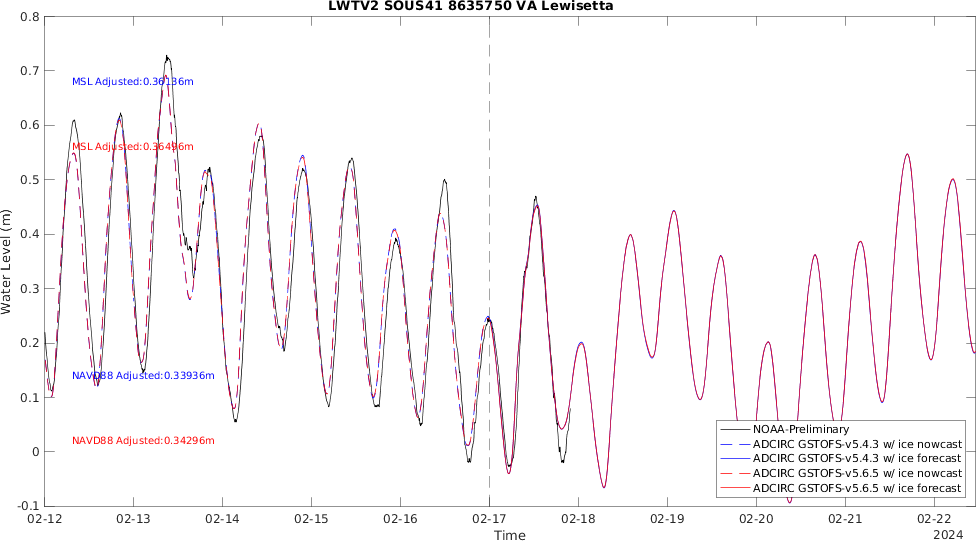 LWTV2 SOUS41 8635750 VA Lewisetta
0.8
0.7
0.6
0.5
0.4
0.3
0.2
0.1
0
-0.1
Water Level (m)
MSL Adjusted:0.36136m
MSL Adjusted:0.36496m
NAVD88 Adjusted:0.33936m
NAVD88 Adjusted:0.34296m
NOAA-Preliminary
ADCIRC GSTOFS-v5.4.3 w/ ice nowcast
ADCIRC GSTOFS-v5.4.3 w/ ice forecast
ADCIRC GSTOFS-v5.6.5 w/ ice nowcast
ADCIRC GSTOFS-v5.6.5 w/ ice forecast
02-12 02-13 02-14 02-15 02-16 02-17 02-18 02-19 02-20 02-21 02-22
Time
2024